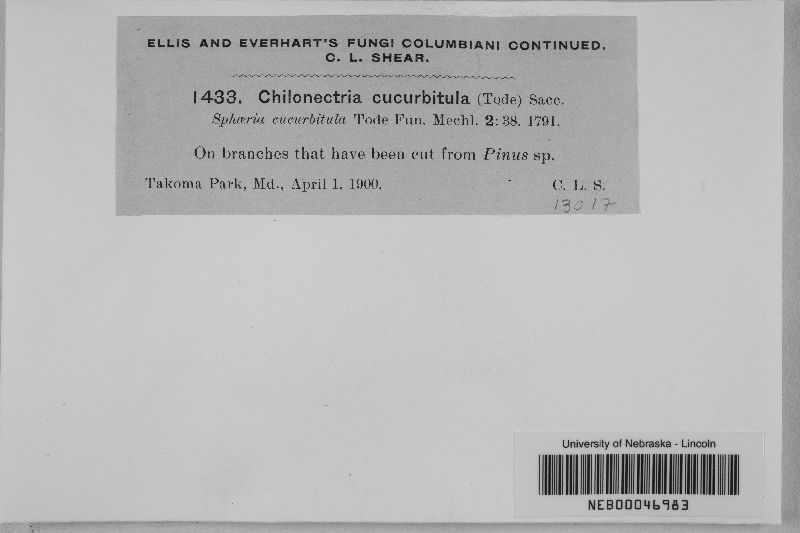 ELLIS AND EVERHART'S FUNGI COLUMBIANI CONTINUED.
C. L. SHEAR.
1433. Chilonectria cucurbitula (Tode) Sacc.
Sphæria cucurbitula Tode Fun. Mechl. 2: 38. 1791.
On branches that have been cut from Pinus sp.
Takoma Park, Md., April 1, 1900. C. L. S.
13017
University of Nebraska - Lincoln
NEB00046983